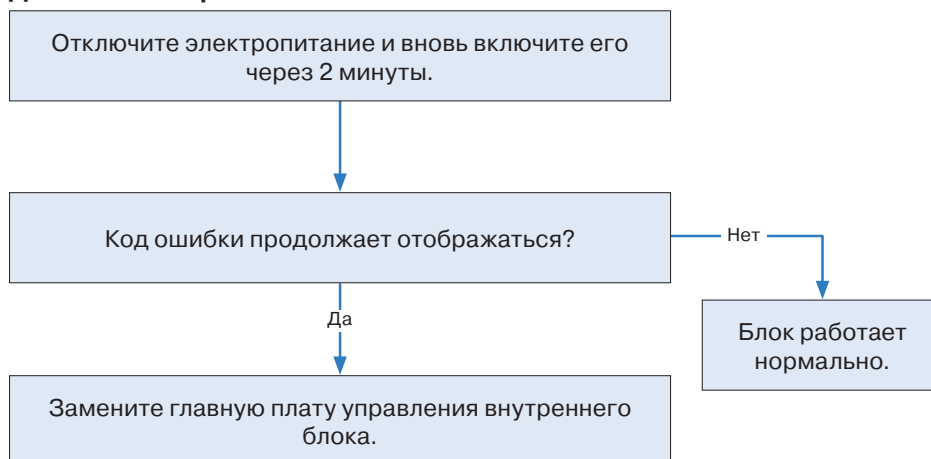 Отключите электропитание и вновь включите его
через 2 минуты.
Код ошибки продолжает отображаться?
Нет
Да
Блок работает
нормально.
Замените главную плату управления внутреннего
блока.